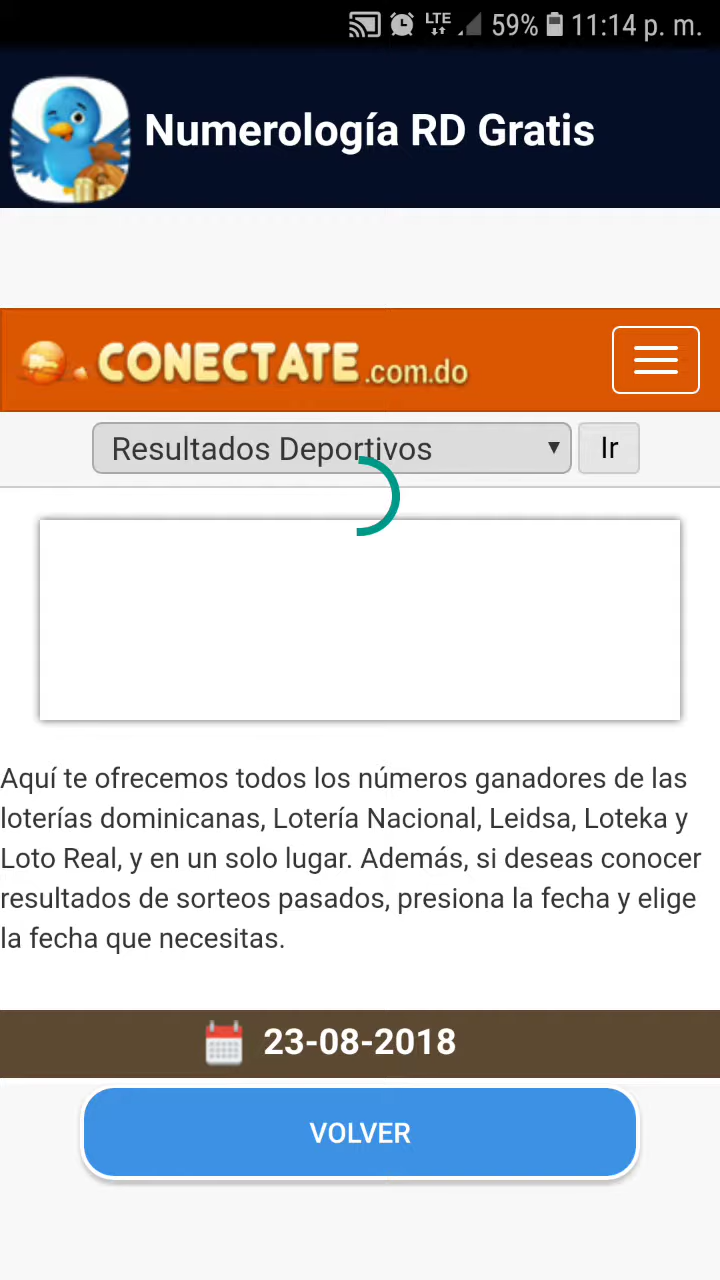 LTE 59% 11:14 p. m.
Numerología RD Gratis
CONECTATE.com.do
Resultados Deportivos
Ir
Aquí te ofrecemos todos los números ganadores de las
loterías dominicanas, Lotería Nacional, Leidsa, Loteka y
Loto Real, y en un solo lugar. Además, si deseas conocer
resultados de sorteos pasados, presiona la fecha y elige
la fecha que necesitas.
23-08-2018
VOLVER